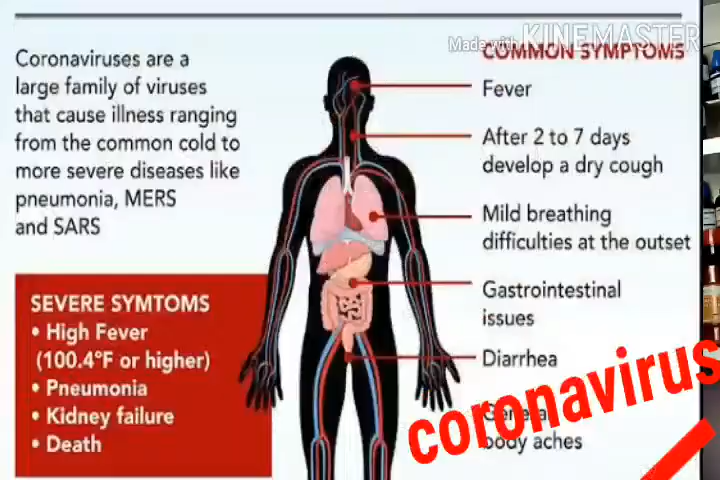 Made with KINEMASTER
Coronaviruses are a
large family of viruses
that cause illness ranging
from the common cold to
more severe diseases like
pneumonia, MERS
and SARS
SEVERE SYMTOMS
• High Fever
(100.4°F or higher)
• Pneumonia
• Kidney failure
• Death
COMMON SYMPTOMS
Fever
After 2 to 7 days
develop a dry cough
Mild breathing
difficulties at the outset
Gastrointestinal
issues
Diarrhea
General
body aches
coronavirus